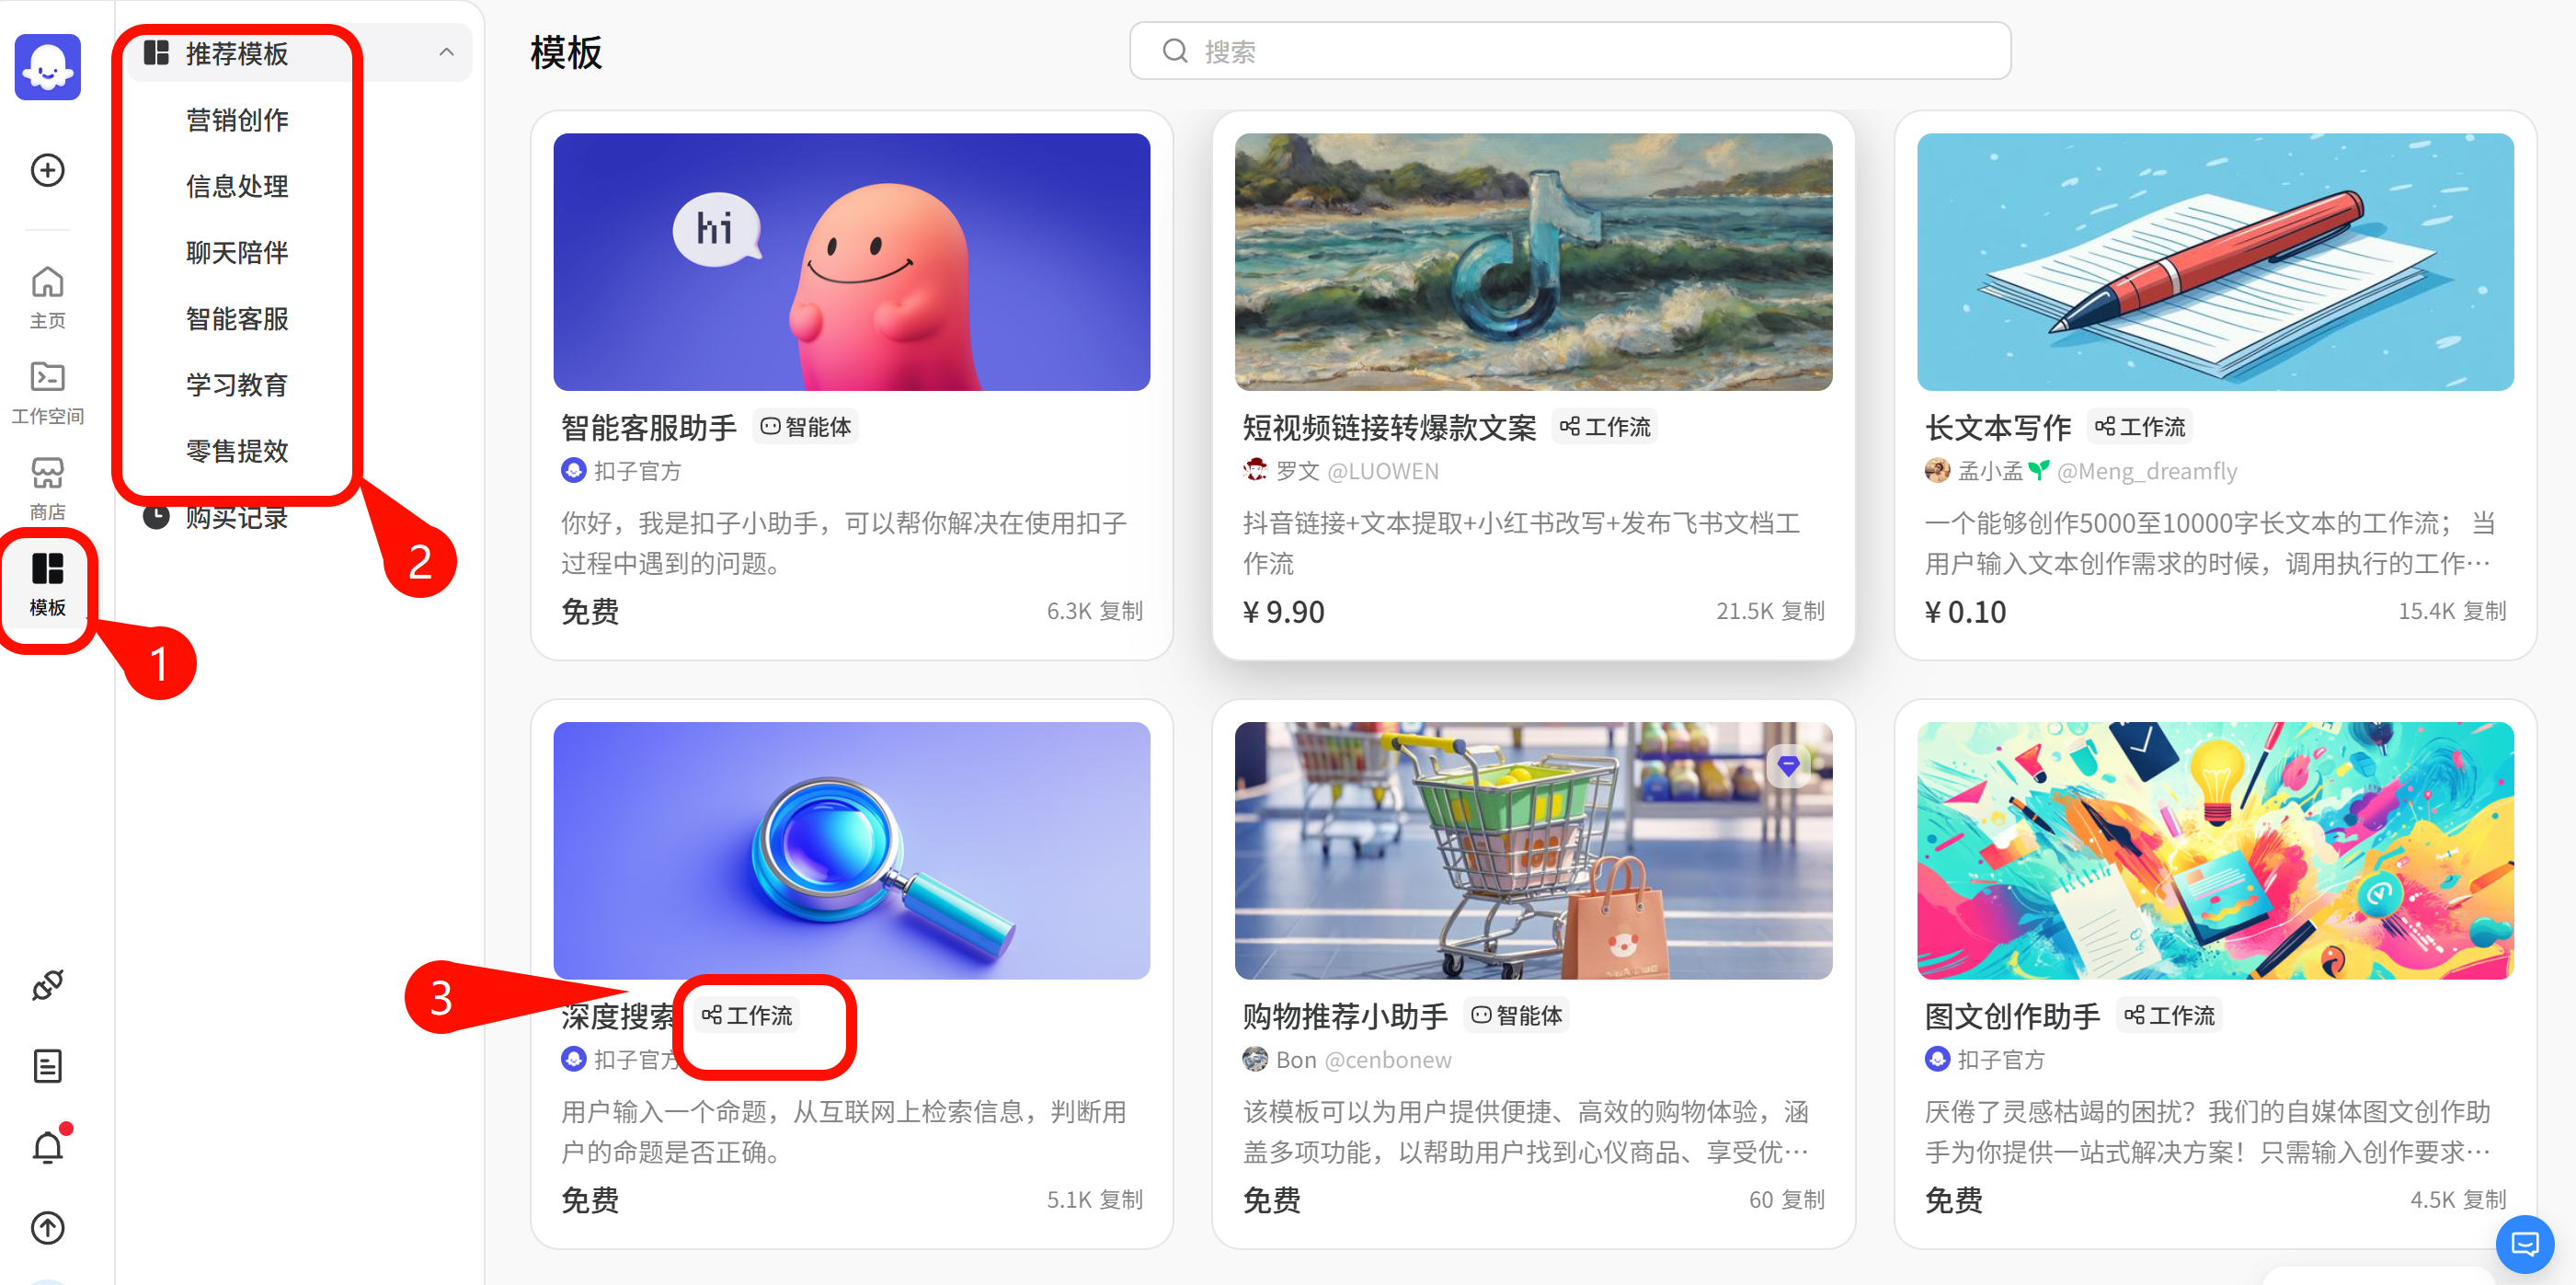 主页
工作空间
商店
模板
1
推荐模板
营销创作
信息处理
聊天陪伴
智能客服
学习教育
零售提效
购买记录
2
模板
搜索
hi
智能客服助手 智能体
扣子官方
你好，我是扣子小助手，可以帮你解决在使用扣子
过程中遇到的问题。
免费 6.3K 复制
短视频链接转爆款文案 工作流
罗文 @LUOWEN
抖音链接+文本提取+小红书改写+发布飞书文档工
作流
¥ 9.90 21.5K 复制
长文本写作 工作流
孟小孟 @Meng_dreamfly
一个能够创作5000至10000字长文本的工作流； 当
用户输入文本创作需求的时候，调用执行的工作…
¥ 0.10 15.4K 复制
3
深度搜索 工作流
扣子官方
用户输入一个命题，从互联网上检索信息，判断用
户的命题是否正确。
免费 5.1K 复制
购物推荐小助手 智能体
Bon @cenbonew
该模板可以为用户提供便捷、高效的购物体验，涵
盖多项功能，以帮助用户找到心仪商品、享受优…
免费 60 复制
图文创作助手 工作流
扣子官方
厌倦了灵感枯竭的困扰？我们的自媒体图文创作助
手为你提供一站式解决方案！只需输入创作要求…
免费 4.5K 复制